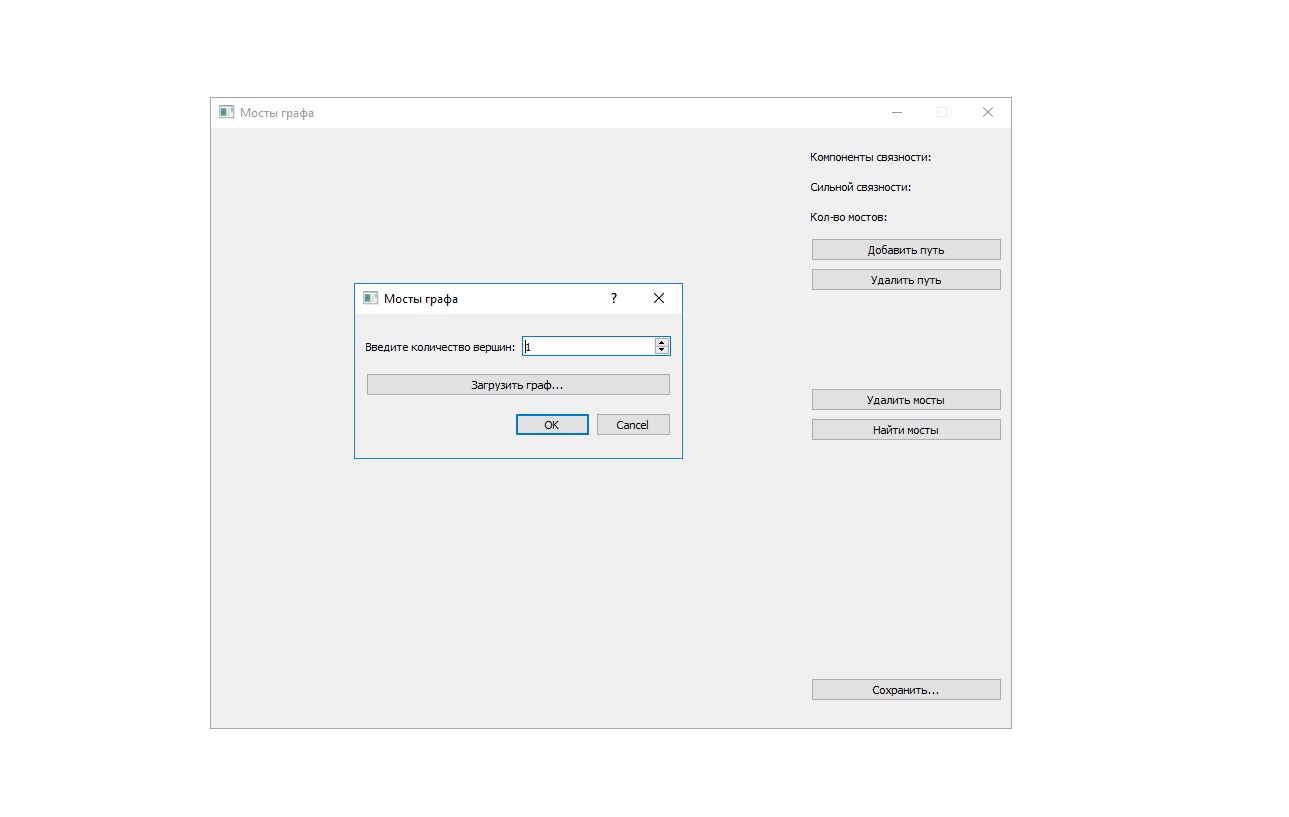 Мосты графа
Компоненты связности:
Сильной связности:
Кол-во мостов:
Добавить путь
Удалить путь
Мосты графа
?
Введите количество вершин: 1
Загрузить граф...
OK Cancel
Удалить мосты
Найти мосты
Сохранить...